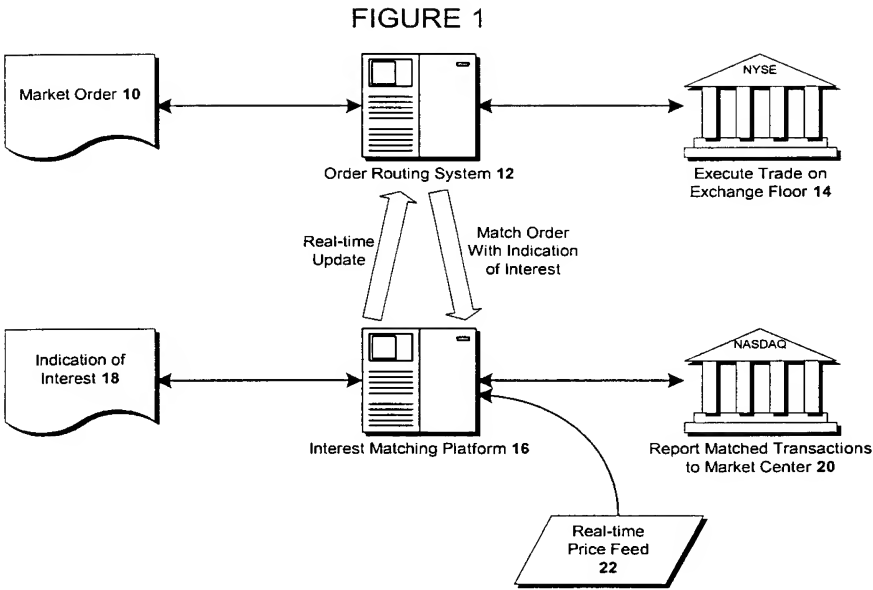 FIGURE 1
Market Order 10
Order Routing System 12
NYSE
Execute Trade on
Exchange Floor 14
Real-time
Update
Match Order
With Indication
of Interest
Indication of
Interest 18
Interest Matching Platform 16
NASDAQ
Report Matched Transactions
to Market Center 20
Real-time
Price Feed
22